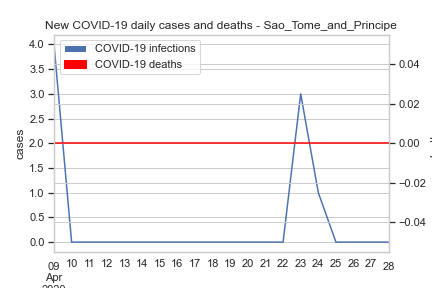 New COVID-19 daily cases and deaths - Sao_Tome_and_Principe
COVID-19 infections
COVID-19 deaths
cases
4.0
3.5
3.0
2.5
2.0
1.5
1.0
0.5
0.0
0.04
0.02
0.00
−0.02
−0.04
09 10 11 12 13 14 15 16 17 18 19 20 21 22 23 24 25 26 27 28
Apr